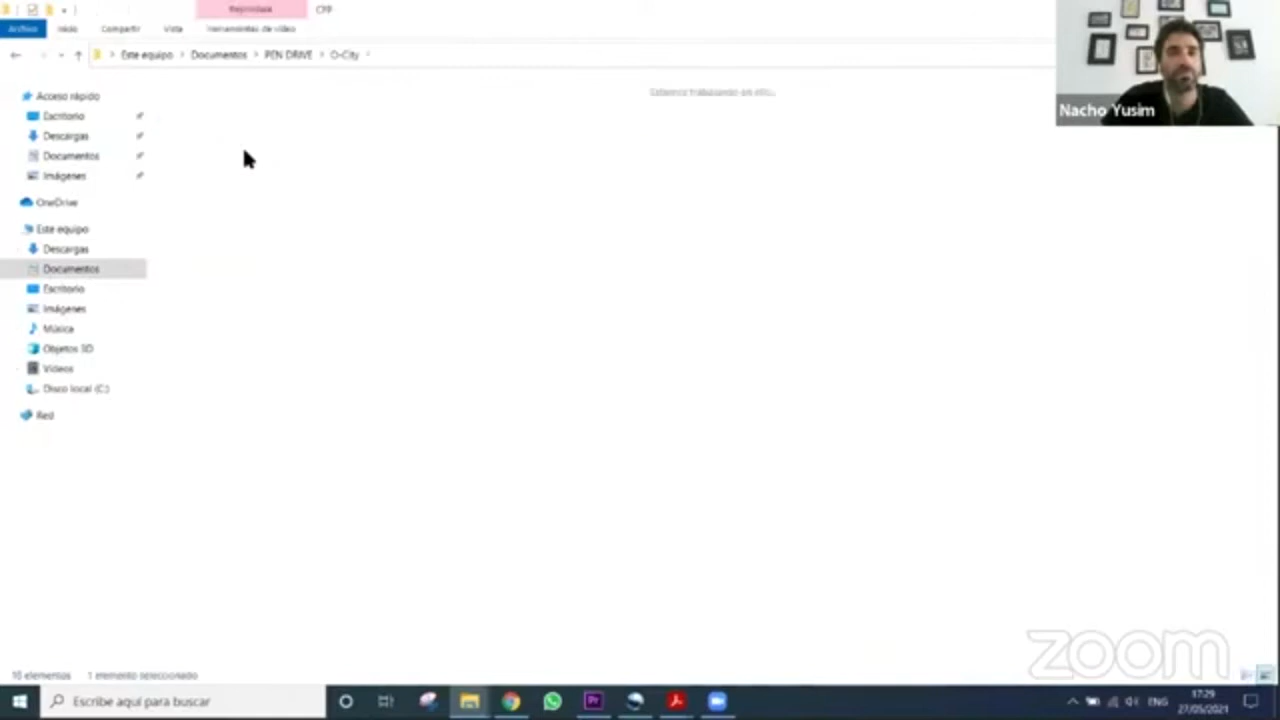 Reproducir
CPP
Archivo
Inicio
Compartir
Vista
Herramientas de vídeo
Este equipo > Documentos > PEN DRIVE > O-City
Nacho Yusim
Estamos trabajando en ello...
Acceso rápido
Escritorio
Descargas
Documentos
Imágenes
OneDrive
Este equipo
Descargas
Documentos
Escritorio
Imágenes
Música
Objetos 3D
Vídeos
Disco local (C:)
Red
zoom
elementos
1 elemento seleccionado
Escribe aquí para buscar
Pr
ENG
17:29
27/05/2021